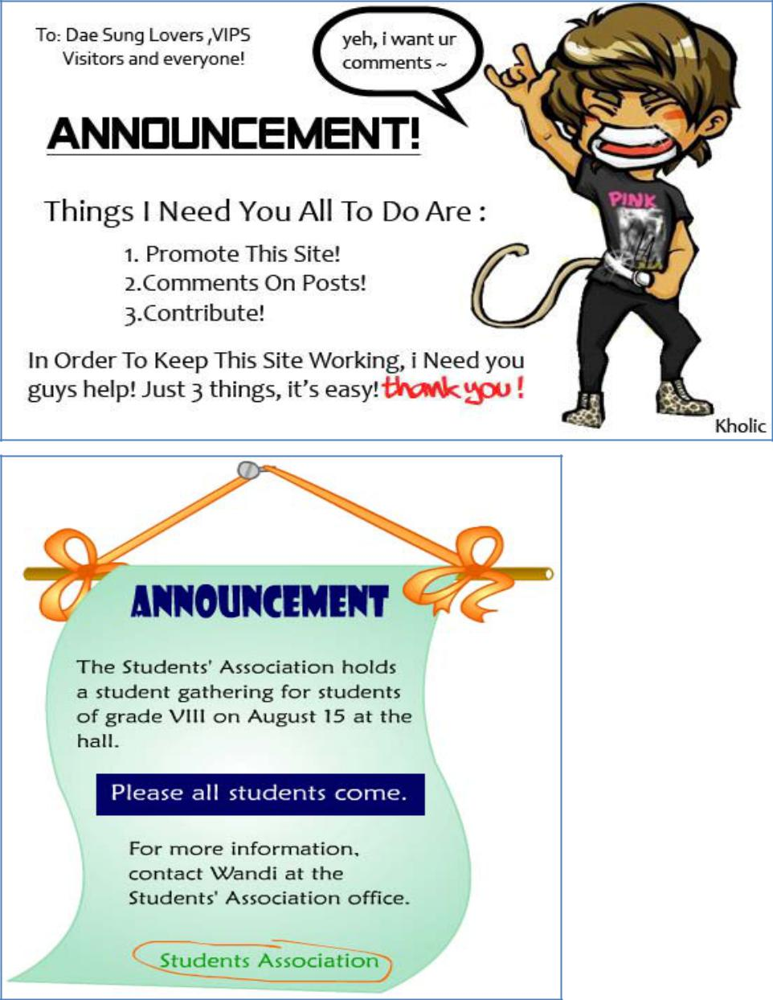 To: Dae Sung Lovers ,VIPS
Visitors and everyone!
yeh, i want ur
comments ~
ANNOUNCEMENT!
PINK
Things I Need You All To Do Are :
1. Promote This Site!
2.Comments On Posts!
3.Contribute!
In Order To Keep This Site Working, i Need you
guys help! Just 3 things, it's easy! thank you !
Kholic
ANNOUNCEMENT
The Students' Association holds
a student gathering for students
of grade VIII on August 15 at the
hall.
Please all students come.
For more information,
contact Wandi at the
Students' Association office.
Students Association